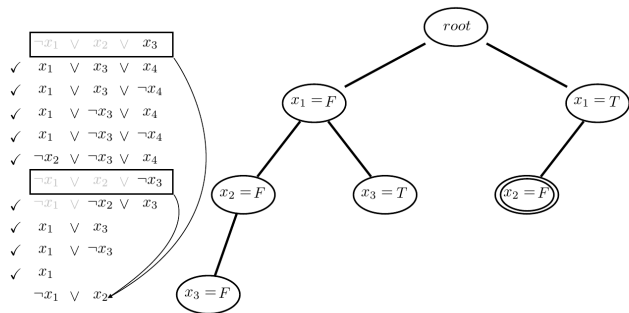 ¬x₁ ∨ x₂ ∨ x₃
✓ x₁ ∨ x₃ ∨ x₄
✓ x₁ ∨ x₃ ∨ ¬x₄
✓ x₁ ∨ ¬x₃ ∨ x₄
✓ x₁ ∨ ¬x₃ ∨ ¬x₄
✓ ¬x₂ ∨ ¬x₃ ∨ x₄
¬x₁ ∨ x₂ ∨ ¬x₃
✓ ¬x₁ ∨ ¬x₂ ∨ x₃
✓ x₁ ∨ x₃
✓ x₁ ∨ ¬x₃
✓ x₁
¬x₁ ∨ x₂
root
x₁ = F
x₁ = T
x₂ = F
x₃ = T
x₂ = F
x₃ = F